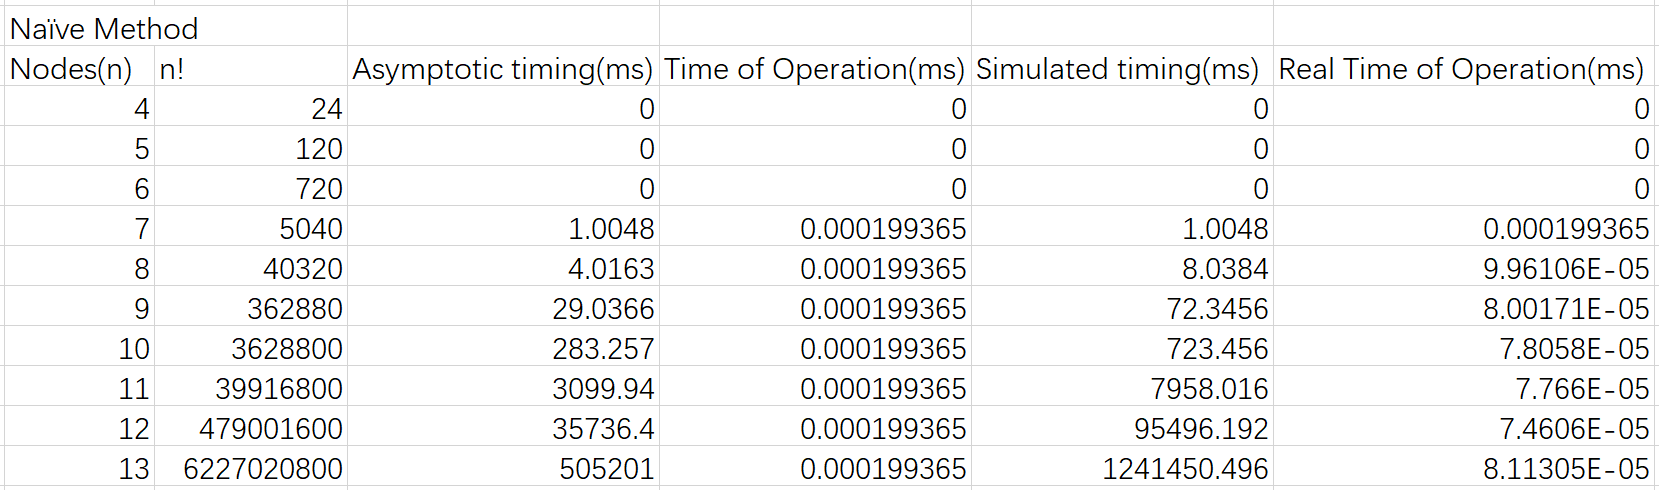 Naïve Method
Nodes(n) n! Asymptotic timing(ms) Time of Operation(ms) Simulated timing(ms) Real Time of Operation(ms)
4 24 0 0 0 0
5 120 0 0 0 0
6 720 0 0 0 0
7 5040 1.0048 0.000199365 1.0048 0.000199365
8 40320 4.0163 0.000199365 8.0384 9.96106E-05
9 362880 29.0366 0.000199365 72.3456 8.00171E-05
10 3628800 283.257 0.000199365 723.456 7.8058E-05
11 39916800 3099.94 0.000199365 7958.016 7.766E-05
12 479001600 35736.4 0.000199365 95496.192 7.4606E-05
13 6227020800 505201 0.000199365 1241450.496 8.11305E-05